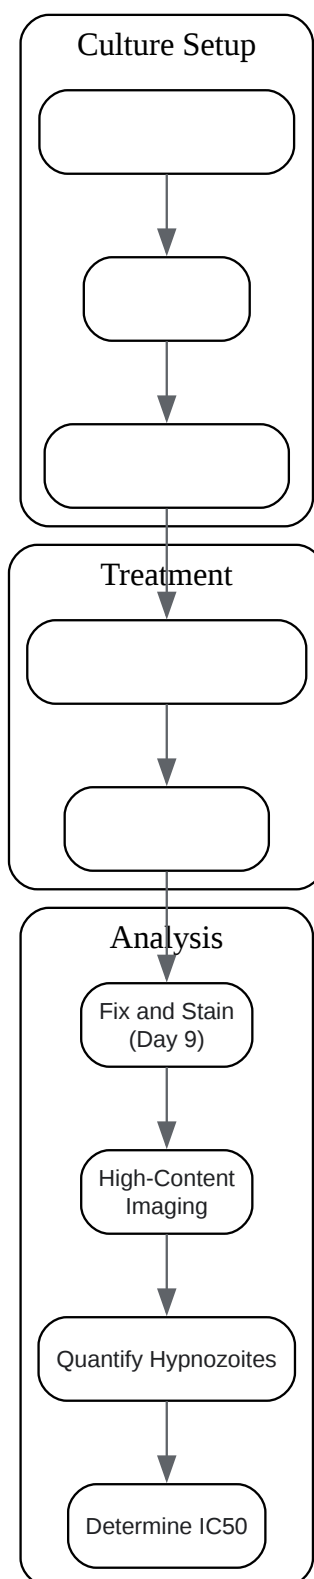 Culture Setup
Treatment
Analysis
Fix and Stain
(Day 9)
High-Content
Imaging
Quantify Hypnozoites
Determine IC50